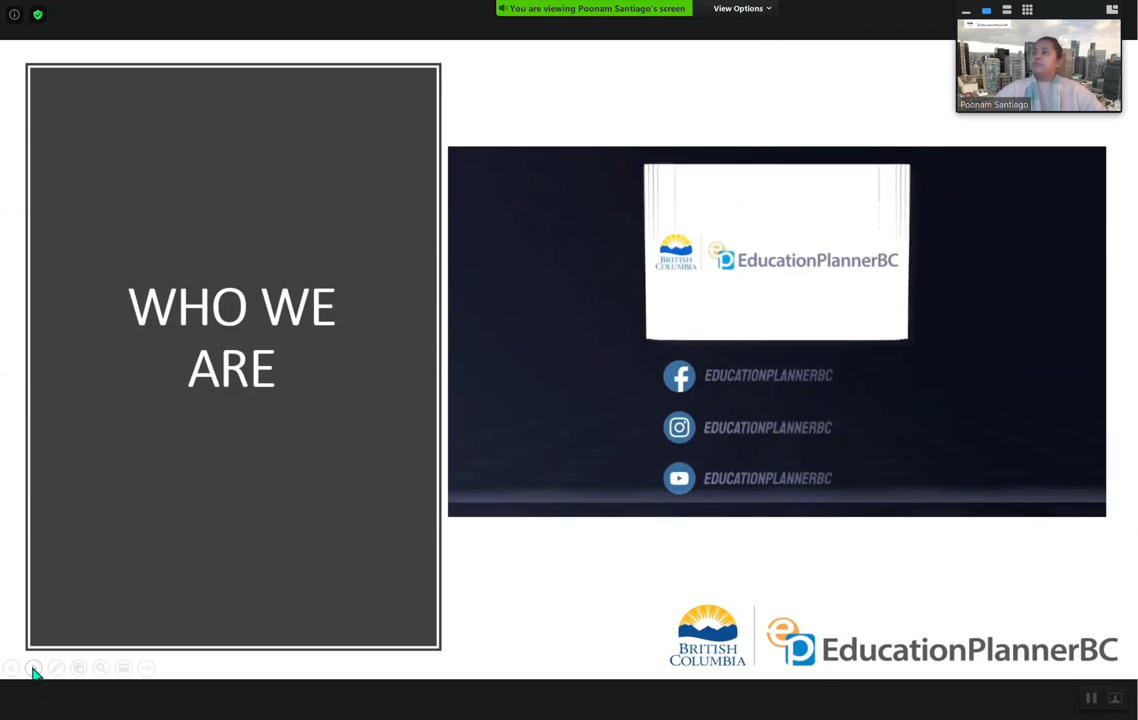 You are viewing Poonam Santiago's screen
View Options
Poonam Santiago
WHO WE
ARE
BRITISH
COLUMBIA
EducationPlannerBC
EDUCATIONPLANNERBC
EDUCATIONPLANNERBC
EDUCATIONPLANNERBC
BRITISH
COLUMBIA
ep EducationPlannerBC